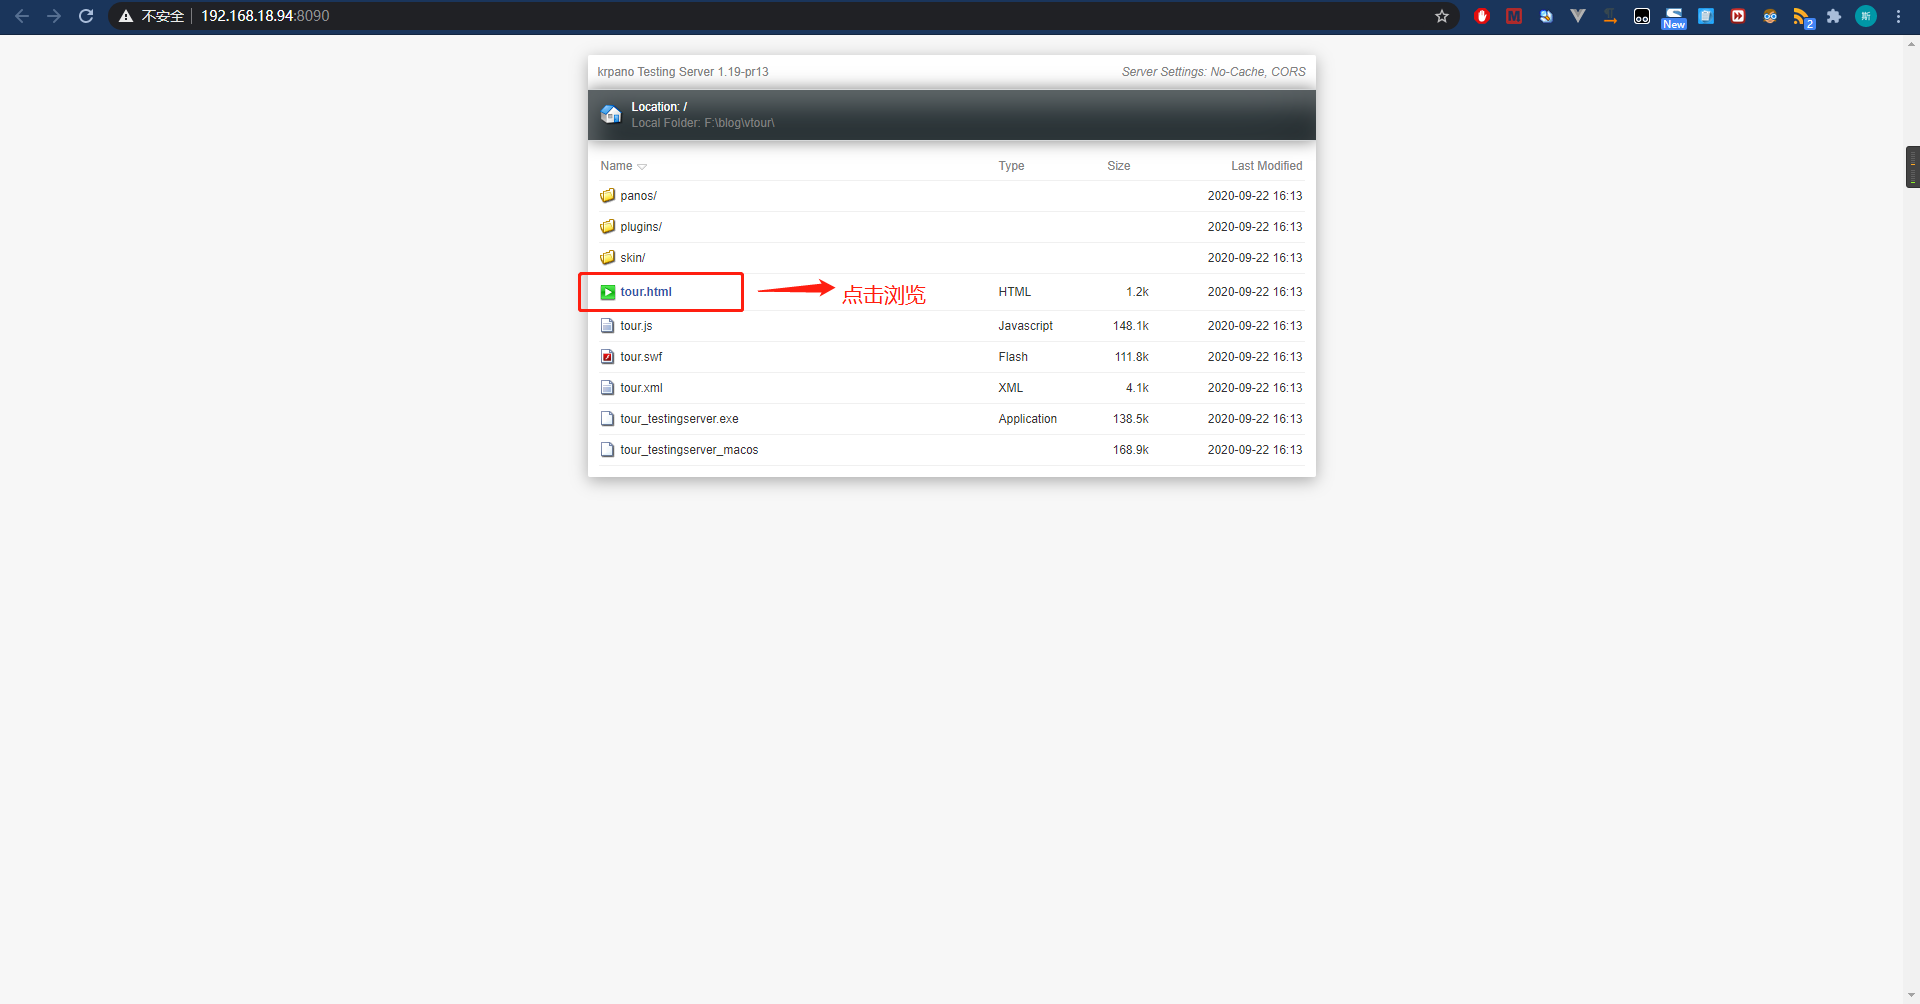 不安全 192.168.18.94:8090
New
2
斯
krpano Testing Server 1.19-pr13 Server Settings: No-Cache, CORS
Location: /
Local Folder: F:\blog\vtour\
Name Type Size Last Modified
panos/ 2020-09-22 16:13
plugins/ 2020-09-22 16:13
skin/ 2020-09-22 16:13
tour.html 点击浏览 HTML 1.2k 2020-09-22 16:13
tour.js Javascript 148.1k 2020-09-22 16:13
tour.swf Flash 111.8k 2020-09-22 16:13
tour.xml XML 4.1k 2020-09-22 16:13
tour_testingserver.exe Application 138.5k 2020-09-22 16:13
tour_testingserver_macos 168.9k 2020-09-22 16:13